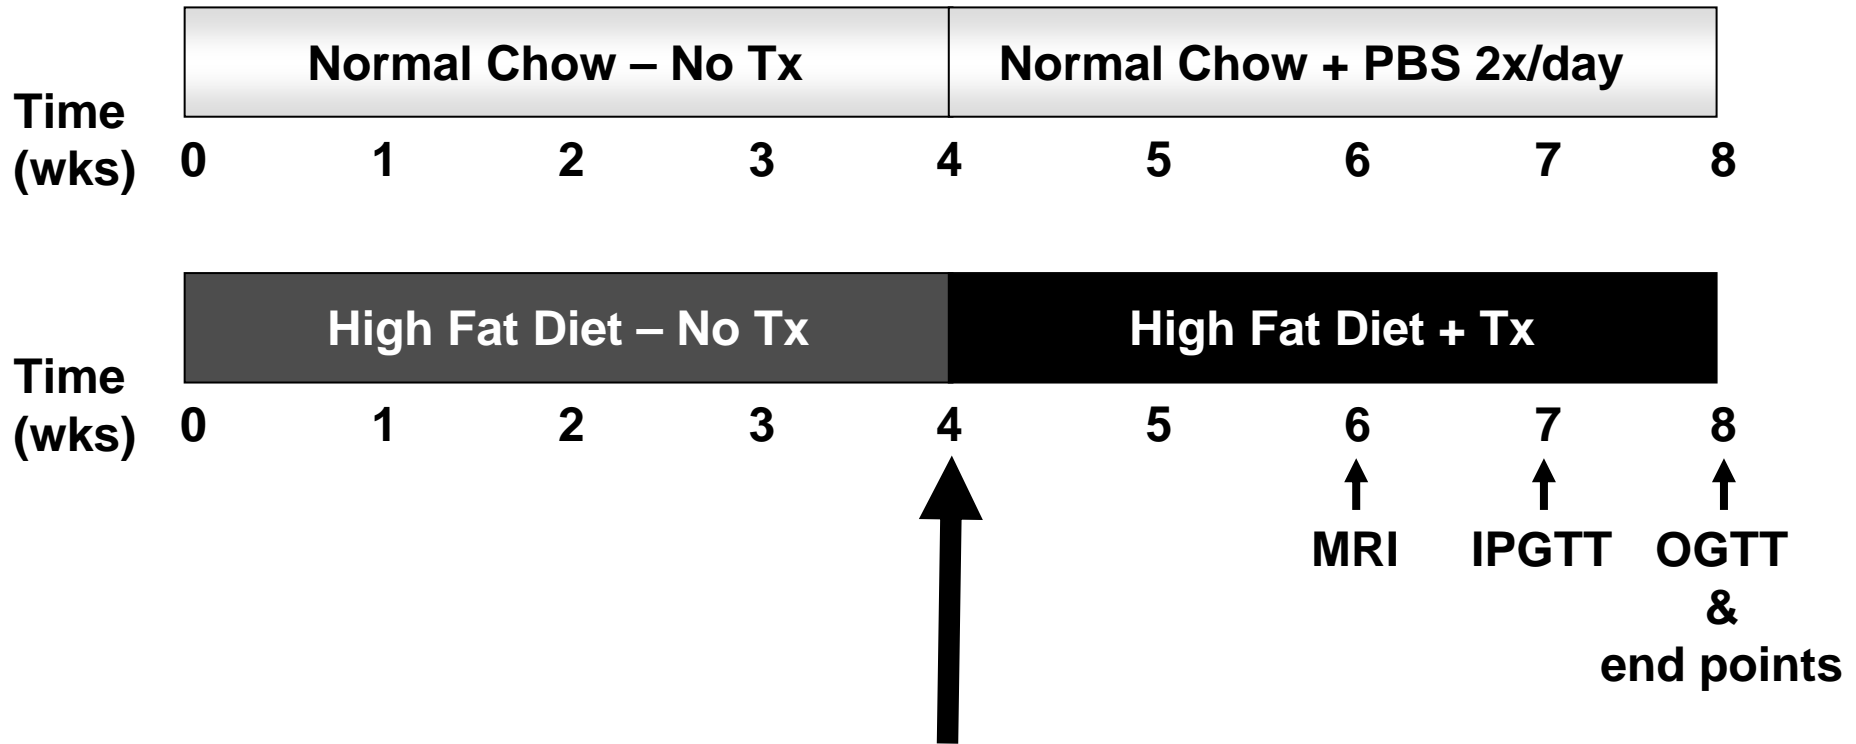 Normal Chow – No Tx
Normal Chow + PBS 2x/day
Time
(wks)
0 1 2 3 4 5 6 7 8
High Fat Diet – No Tx
High Fat Diet + Tx
Time
(wks)
0 1 2 3 4 5 6 7 8
MRI
IPGTT
OGTT
&
end points